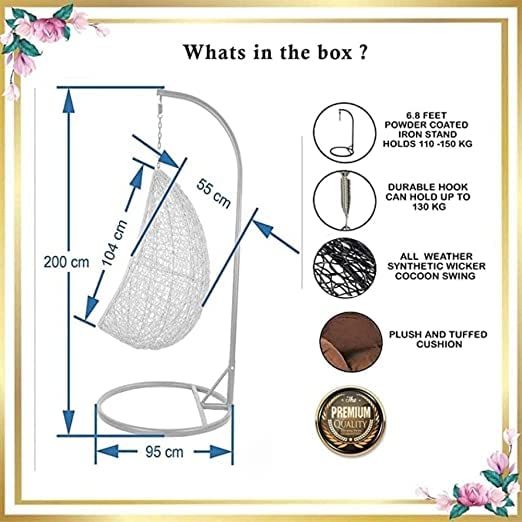 Whats in the box ?
200 cm
104 cm
55 cm
95 cm
6.8 FEET
POWDER COATED
IRON STAND
HOLDS 110 -150 KG
DURABLE HOOK
CAN HOLD UP TO
130 KG
ALL WEATHER
SYNTHETIC WICKER
COCOON SWING
PLUSH AND TUFTED
CUSHION
The
PREMIUM
QUALITY